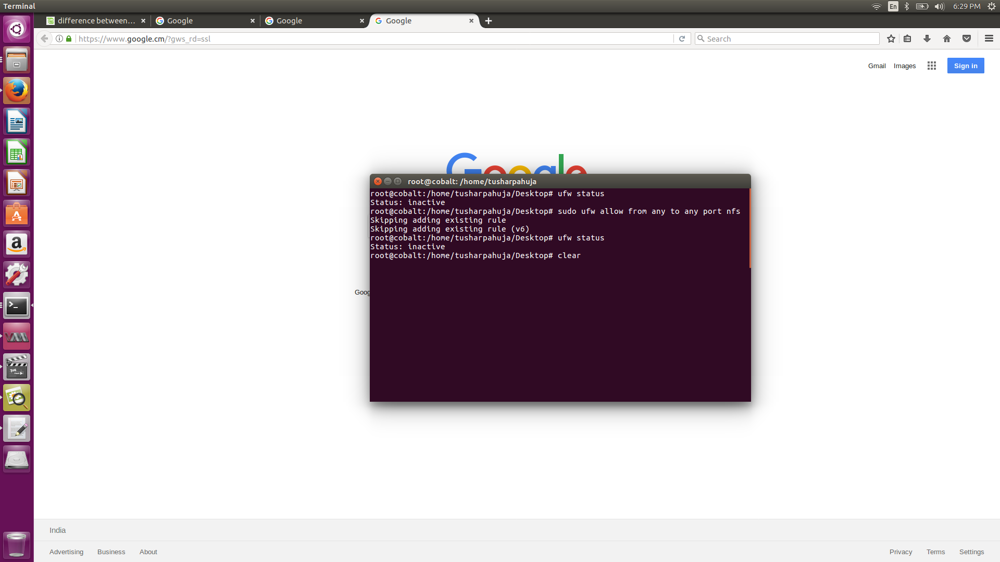 Terminal
En
6:29 PM
difference between...
Google
Google
Google
https://www.google.cm/?gws_rd=ssl
Search
Gmail
Images
Sign in
Google
root@cobalt: /home/tusharpahuja
root@cobalt:/home/tusharpahuja/Desktop# ufw status
Status: inactive
root@cobalt:/home/tusharpahuja/Desktop# sudo ufw allow from any to any port nfs
Skipping adding existing rule
Skipping adding existing rule (v6)
root@cobalt:/home/tusharpahuja/Desktop# ufw status
Status: inactive
root@cobalt:/home/tusharpahuja/Desktop# clear
Goog
India
Advertising
Business
About
Privacy
Terms
Settings